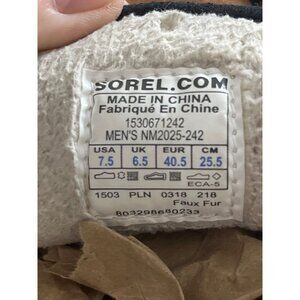 SOREL.COM
MADE IN CHINA
Fabriqué En Chine
1530671242
MEN'S NM2025-242
USA UK EUR CM
7.5 6.5 40.5 25.5
ECA-5
1503 PLN 0318 218
Faux Fur
803298660233